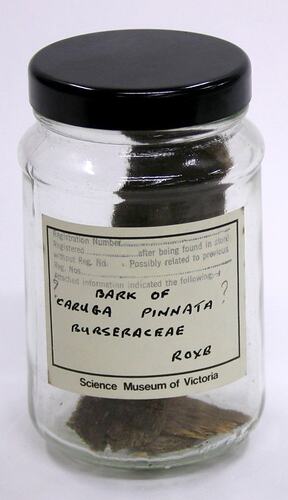 Registration Number
Registered after being found in store
without Reg. No. Possibly related to previous
Reg. Nos.
Attached information indicated the following:-
? BARK OF
"CARUGA PINNATA ?
BURSERACEAE
ROXB
Science Museum of Victoria